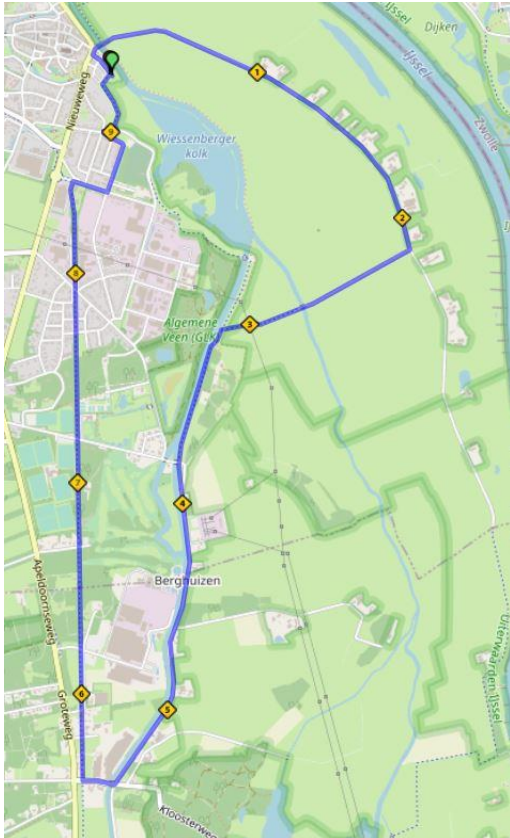 Dijken
IJssel
IJssel
Zwolle
Nieuweweg
1
9
Wiessenberger
kolk
2
8
Algemene
Veen (GLK)
3
7
4
Apeldoornseweg
Berghuizen
Uiterwaarden IJssel
6
Groteweg
5
Kloosterweg